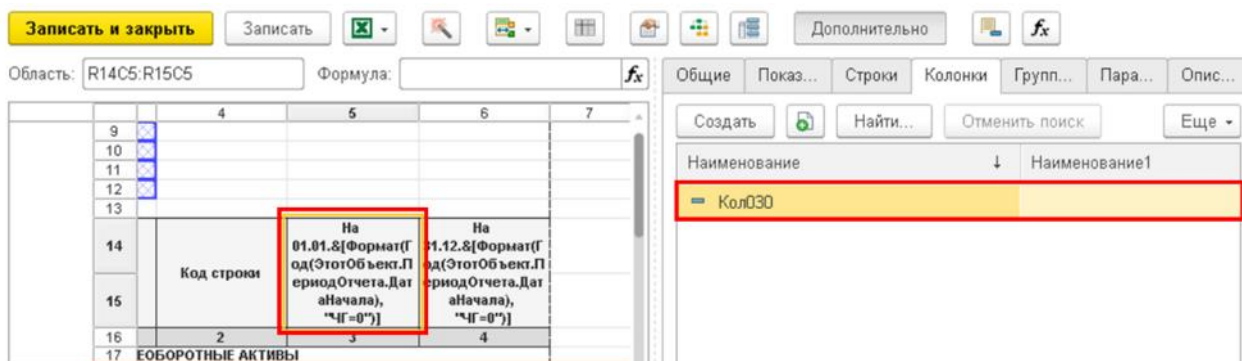 Записать и закрыть Записать Дополнительно fx
Область: R14C5:R15C5 Формула: fx
Общие Показ... Строки Колонки Групп... Пара... Опис...
Создать Найти... Отменить поиск Еще
Наименование ↓ Наименование1
Кол030
4 5 6 7
9
10
11
12
13
14
15
16
17
Код строки
На
01.01.&[Формат(Г
од(ЭтотОбъект.П
ериодОтчета.Дат
аНачала),
"ЧГ=0")]
На
31.12.&[Формат(Г
од(ЭтотОбъект.П
ериодОтчета.Дат
аНачала),
"ЧГ=0")]
2 3 4
ЕОБОРОТНЫЕ АКТИВЫ